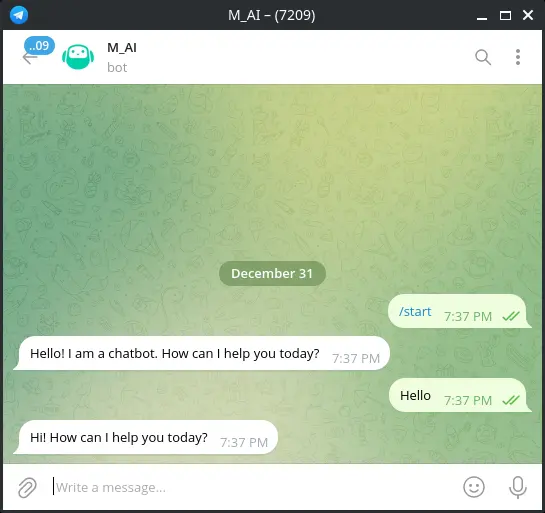 M_AI – (7209)
..09
M_AI
bot
December 31
/start 7:37 PM
Hello! I am a chatbot. How can I help you today? 7:37 PM
Hello 7:37 PM
Hi! How can I help you today? 7:37 PM
Write a message...